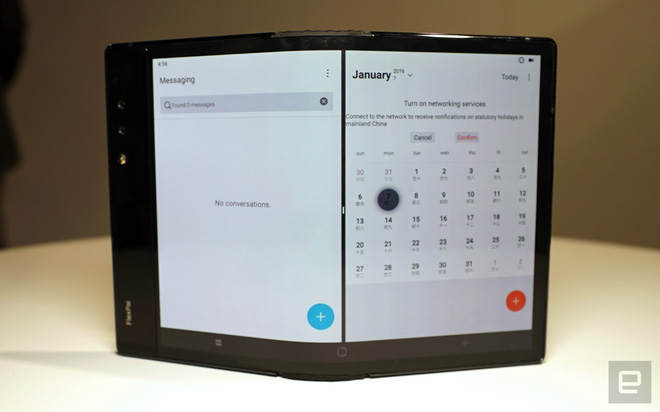 4:56
Messaging
Found 0 messages
No conversations.
January 2019
7
Today
Turn on networking services
Connect to the network to receive notifications on statutory holidays in
mainland China
Cancel Confirm
sun mon tue wed thu fri sat
30 31 1 2 3 4 5
6 7 8 9 10 11 12
13 14 15 16 17 18 19
20 21 22 23 24 25 26
27 28 29 30 31 1 2
FlexPai
e